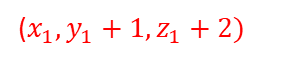 (x₁, y₁ + 1, z₁ + 2)